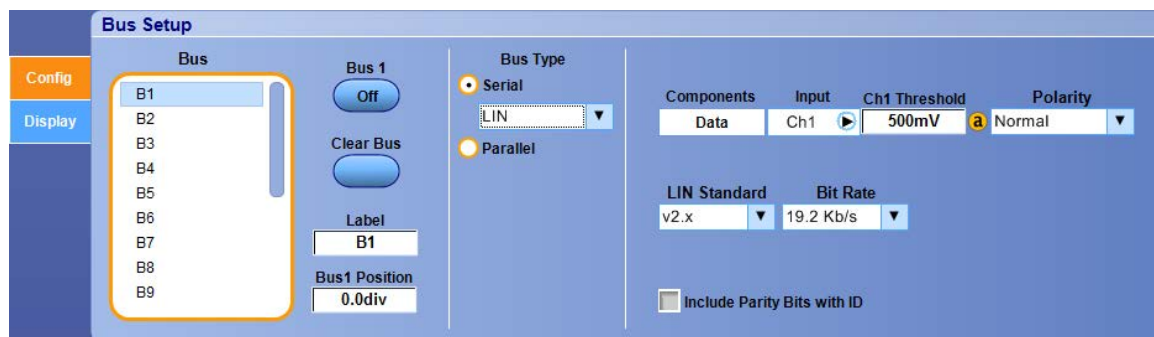 Bus Setup
Config
Display
Bus
B1
B2
B3
B4
B5
B6
B7
B8
B9
Bus 1
Off
Clear Bus
Label
B1
Bus1 Position
0.0div
Bus Type
Serial
LIN
Parallel
Components Input Ch1 Threshold Polarity
Data Ch1 500mV a Normal
LIN Standard Bit Rate
v2.x 19.2 Kb/s
Include Parity Bits with ID